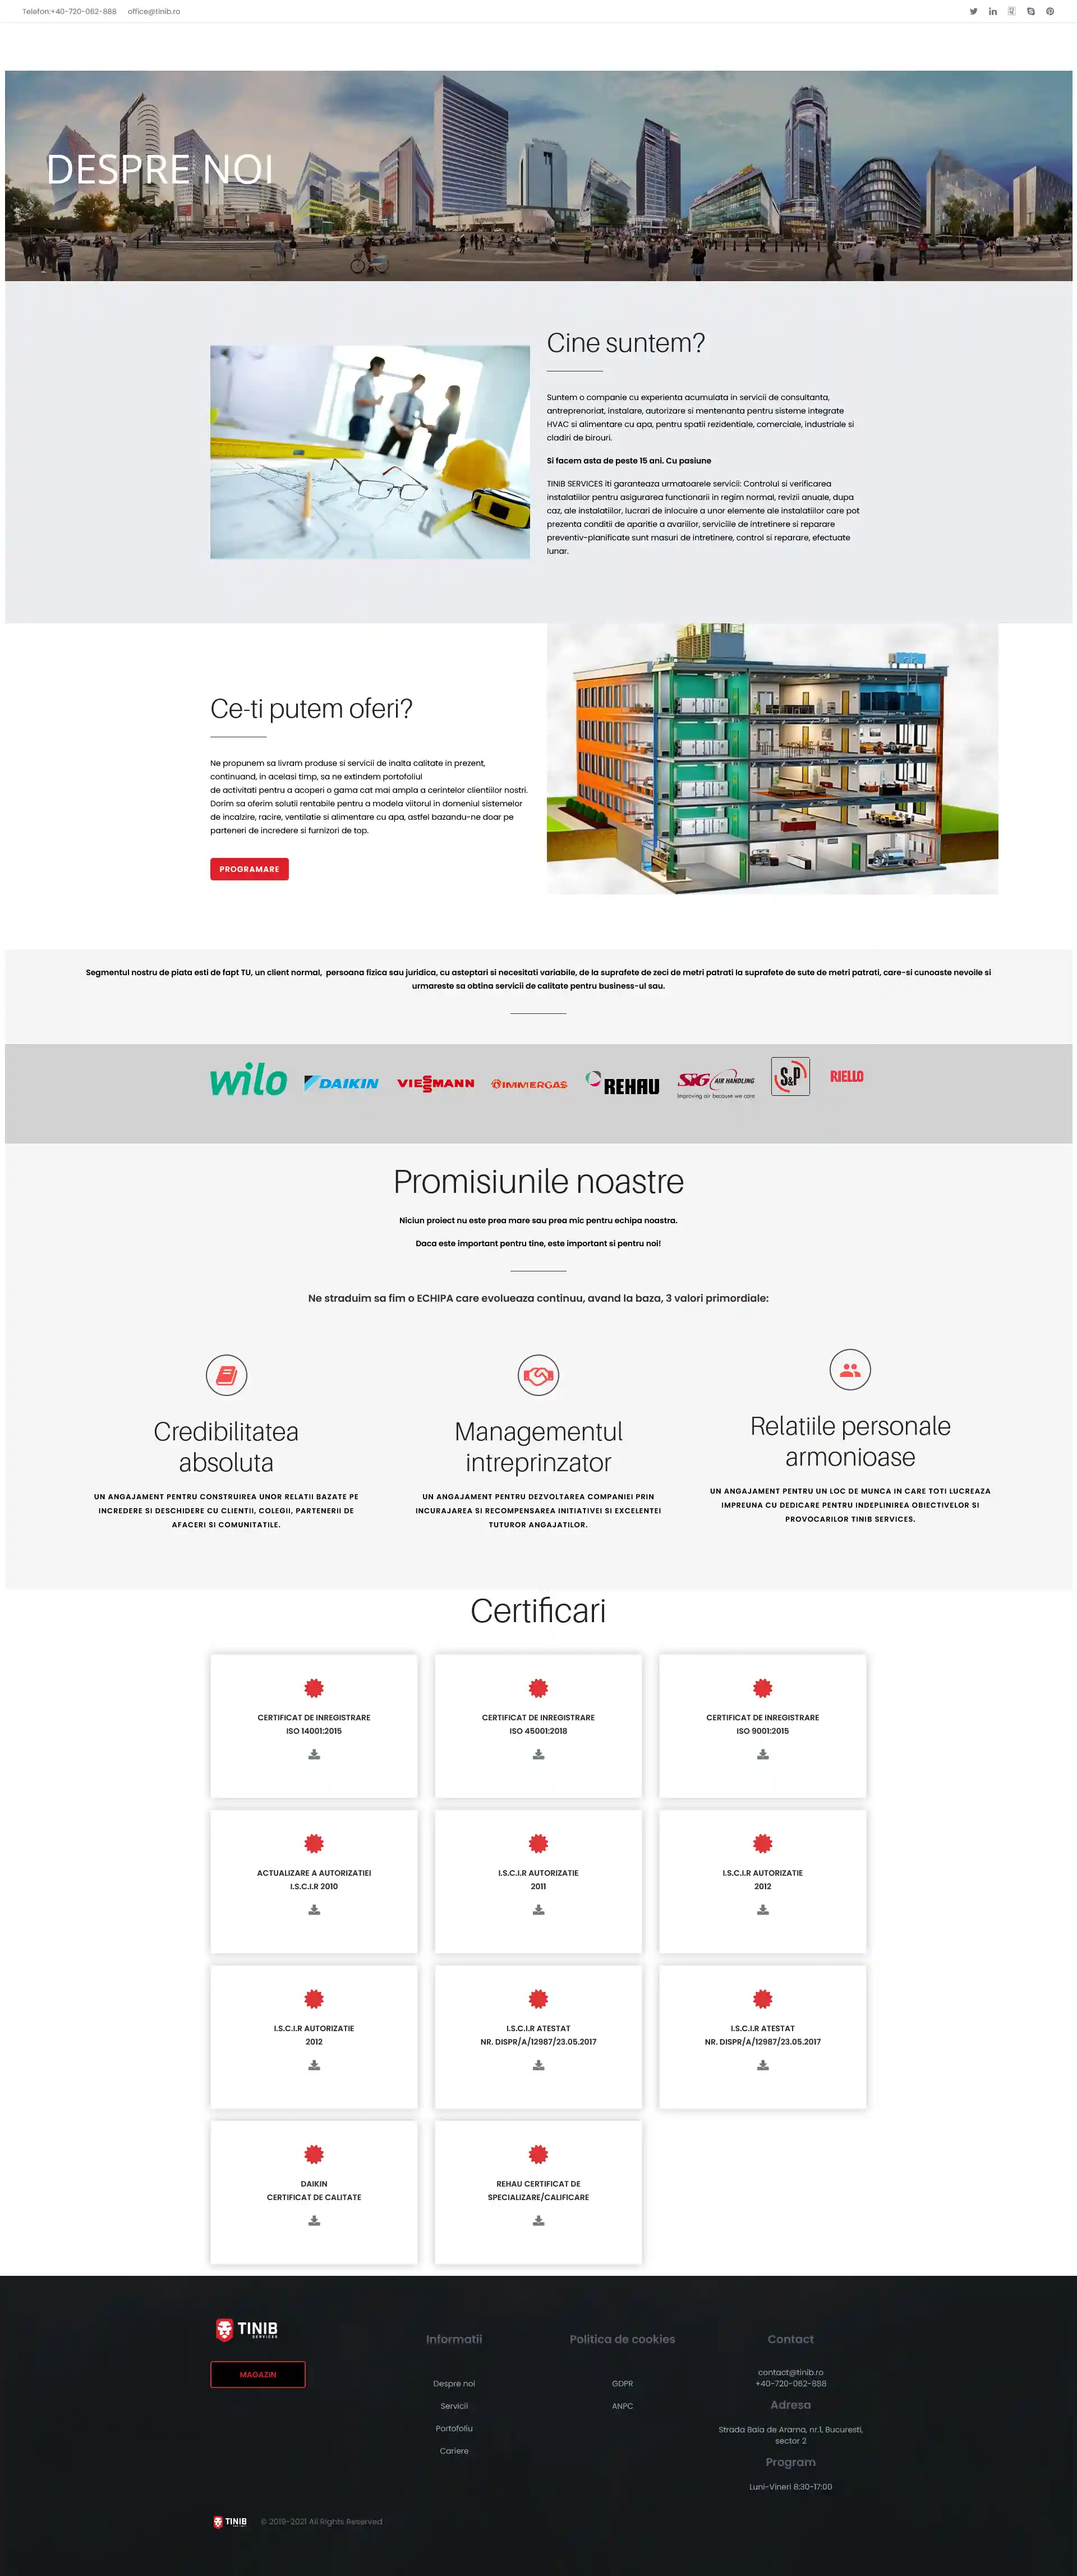 Telefon:+40-720-062-888 office@tinib.ro
DESPRE NOI
Cine suntem?
Suntem o companie cu experienta acumulata in servicii de consultanta,
antreprenoriat, instalare, autorizare si mentenanta pentru sisteme integrate
HVAC si alimentare cu apa, pentru spatii rezidentiale, comerciale, industriale si
cladiri de birouri.
Si facem asta de peste 15 ani. Cu pasiune
TINIB SERVICES iti garanteaza urmatoarele servicii: Controlul si verificarea
instalatiilor pentru asigurarea functionarii in regim normal, revizii anuale, dupa
caz, ale instalatiilor, lucrari de inlocuire a unor elemente ale instalatiilor care pot
prezenta conditii de aparitie a avariilor, serviciile de intretinere si reparare
preventiv-planificate sunt masuri de intretinere, control si reparare, efectuate
lunar.
Ce-ti putem oferi?
Ne propunem sa livram produse si servicii de inalta calitate in prezent,
continuand, in acelasi timp, sa ne extindem portofoliul
de activitati pentru a acoperi o gama cat mai ampla a cerintelor clientiilor nostri.
Dorim sa oferim solutii rentabile pentru a modela viitorul in domeniul sistemelor
de incalzire, racire, ventilatie si alimentare cu apa, astfel bazandu-ne doar pe
parteneri de incredere si furnizori de top.
PROGRAMARE
Segmentul nostru de piata esti de fapt TU, un client normal, persoana fizica sau juridica, cu asteptari si necesitati variabile, de la suprafete de zeci de metri patrati la suprafete de sute de metri patrati, care-si cunoaste nevoile si
urmareste sa obtina servicii de calitate pentru business-ul sau.
wilo DAIKIN VIESMANN IMMERGAS REHAU SIG AIR HANDLING S&P RIELLO
Improving air because we care
Promisiunile noastre
Niciun proiect nu este prea mare sau prea mic pentru echipa noastra.
Daca este important pentru tine, este important si pentru noi!
Ne straduim sa fim o ECHIPA care evolueaza continuu, avand la baza, 3 valori primordiale:
Credibilitatea
absoluta
UN ANGAJAMENT PENTRU CONSTRUIREA UNOR RELATII BAZATE PE
INCREDERE SI DESCHIDERE CU CLIENTII, COLEGII, PARTENERII DE
AFACERI SI COMUNITATILE.
Managementul
intreprinzator
UN ANGAJAMENT PENTRU DEZVOLTAREA COMPANIEI PRIN
INCURAJAREA SI RECOMPENSAREA INITIATIVEI SI EXCELENTEI
TUTUROR ANGAJATILOR.
Relatiile personale
armonioase
UN ANGAJAMENT PENTRU UN LOC DE MUNCA IN CARE TOTI LUCREAZA
IMPREUNA CU DEDICARE PENTRU INDEPLINIREA OBIECTIVELOR SI
PROVOCARILOR TINIB SERVICES.
Certificari
CERTIFICAT DE INREGISTRARE
ISO 14001:2015
CERTIFICAT DE INREGISTRARE
ISO 45001:2018
CERTIFICAT DE INREGISTRARE
ISO 9001:2015
ACTUALIZARE A AUTORIZATIEI
I.S.C.I.R 2010
I.S.C.I.R AUTORIZATIE
2011
I.S.C.I.R AUTORIZATIE
2012
I.S.C.I.R AUTORIZATIE
2012
I.S.C.I.R ATESTAT
NR. DISPR/A/12987/23.05.2017
I.S.C.I.R ATESTAT
NR. DISPR/A/12987/23.05.2017
DAIKIN
CERTIFICAT DE CALITATE
REHAU CERTIFICAT DE
SPECIALIZARE/CALIFICARE
TINIB
SERVICES
MAGAZIN
Informatii
Despre noi
Servicii
Portofoliu
Cariere
Politica de cookies
GDPR
ANPC
Contact
contact@tinib.ro
+40-720-062-888
Adresa
Strada Baia de Arama, nr.1, Bucuresti,
sector 2
Program
Luni-Vineri 8:30-17:00
TINIB © 2019-2021 All Rights Reserved